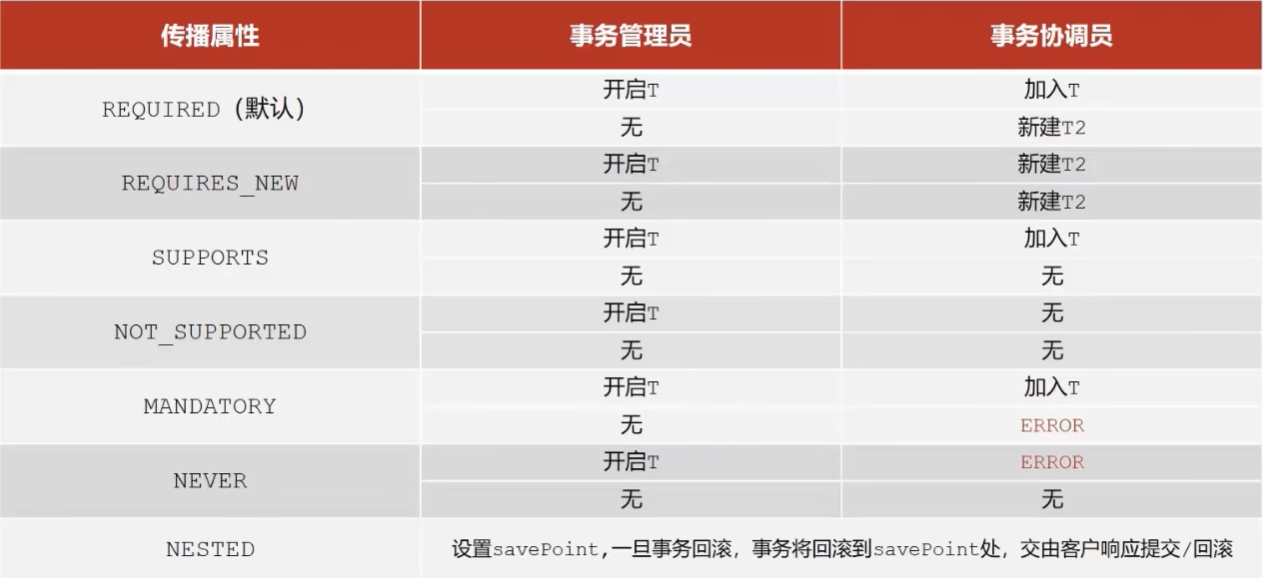 传播属性 事务管理员 事务协调员
REQUIRED（默认） 开启T 加入T
无 新建T2
REQUIRES_NEW 开启T 新建T2
无 新建T2
SUPPORTS 开启T 加入T
无 无
NOT_SUPPORTED 开启T 无
无 无
MANDATORY 开启T 加入T
无 ERROR
NEVER 开启T ERROR
无 无
NESTED 设置savePoint,一旦事务回滚，事务将回滚到savePoint处，交由客户响应提交/回滚